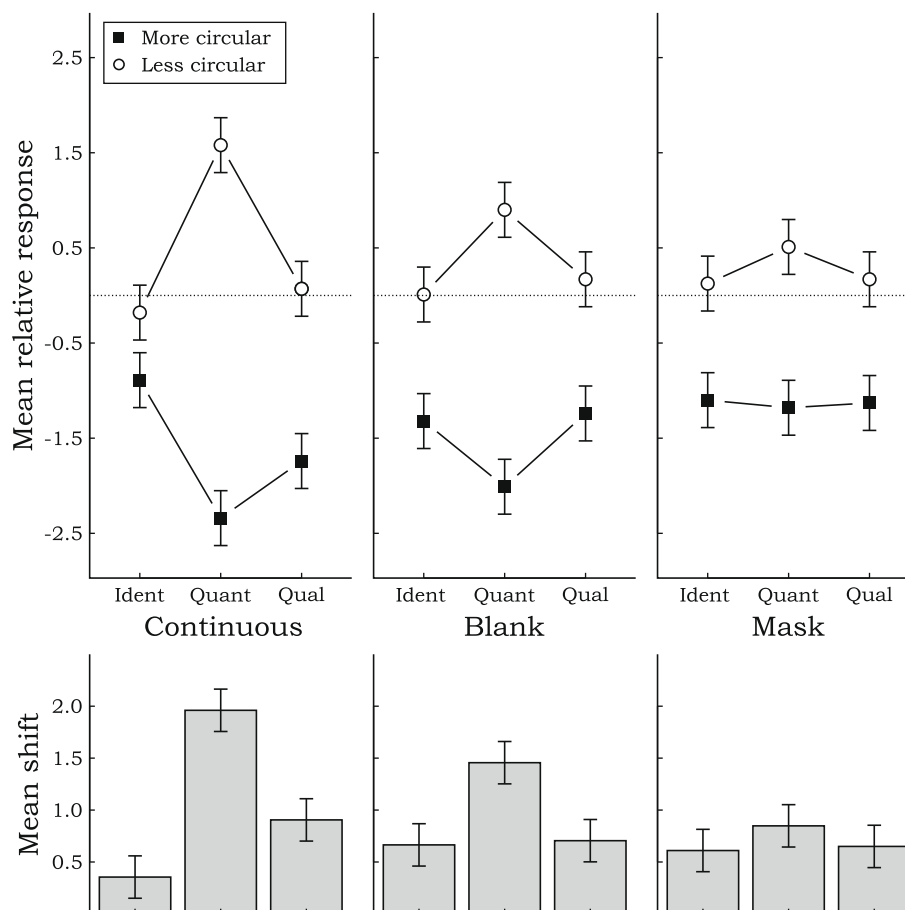 More circular
Less circular
Mean relative response
2.5
1.5
0.5
-0.5
-1.5
-2.5
Ident Quant Qual
Continuous
Ident Quant Qual
Blank
Ident Quant Qual
Mask
Mean shift
2.0
1.5
1.0
0.5